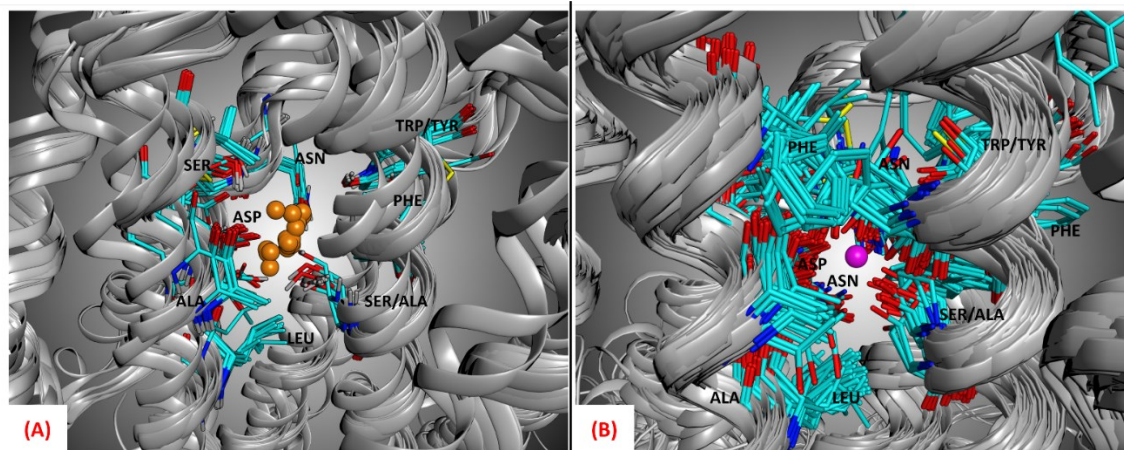 TRP/TYR
ASN
SER
PHE
ASP
ALA
SER/ALA
LEU
(A)
PHE
TRP/TYR
ASN
PHE
ASP
ASN
SER/ALA
ALA
LEU
(B)